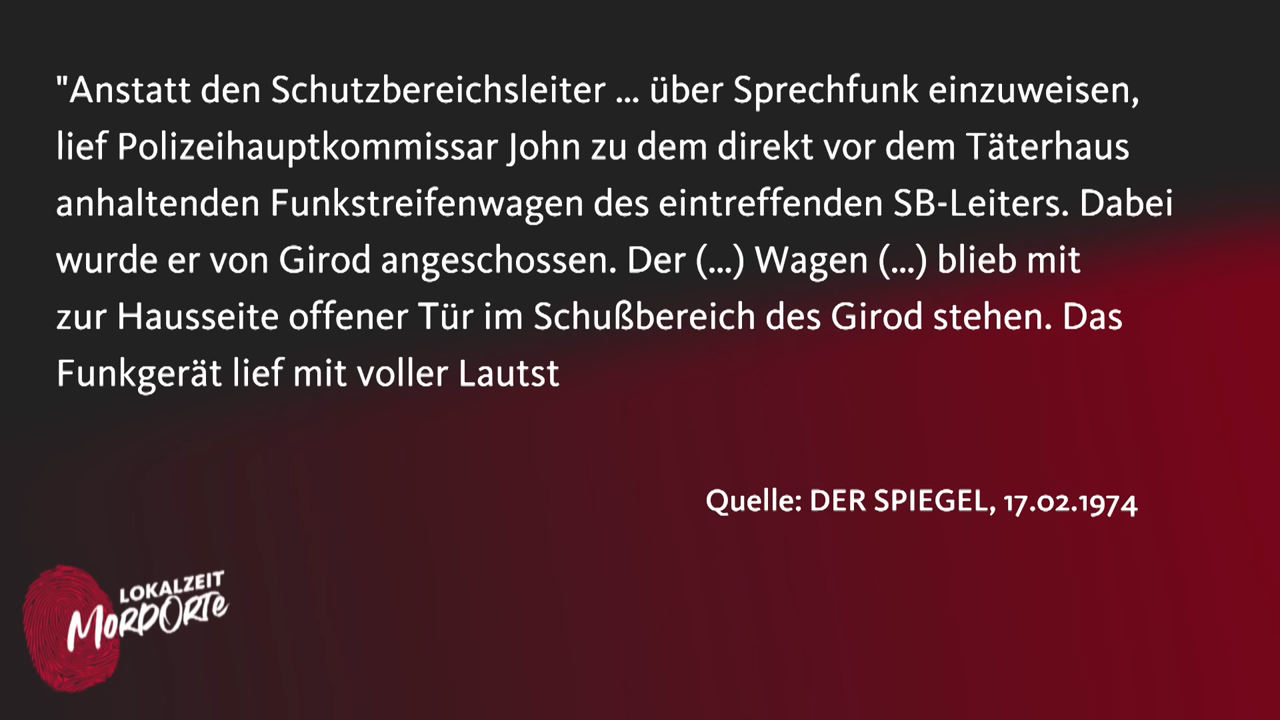 "Anstatt den Schutzbereichsleiter ... über Sprechfunk einzuweisen,
lief Polizeihauptkommissar John zu dem direkt vor dem Täterhaus
anhaltenden Funkstreifenwagen des eintreffenden SB-Leiters. Dabei
wurde er von Girod angeschossen. Der (...) Wagen (...) blieb mit
zur Hausseite offener Tür im Schußbereich des Girod stehen. Das
Funkgerät lief mit voller Lautst
Quelle: DER SPIEGEL, 17.02.1974
LOKALZEIT
MORDORTE